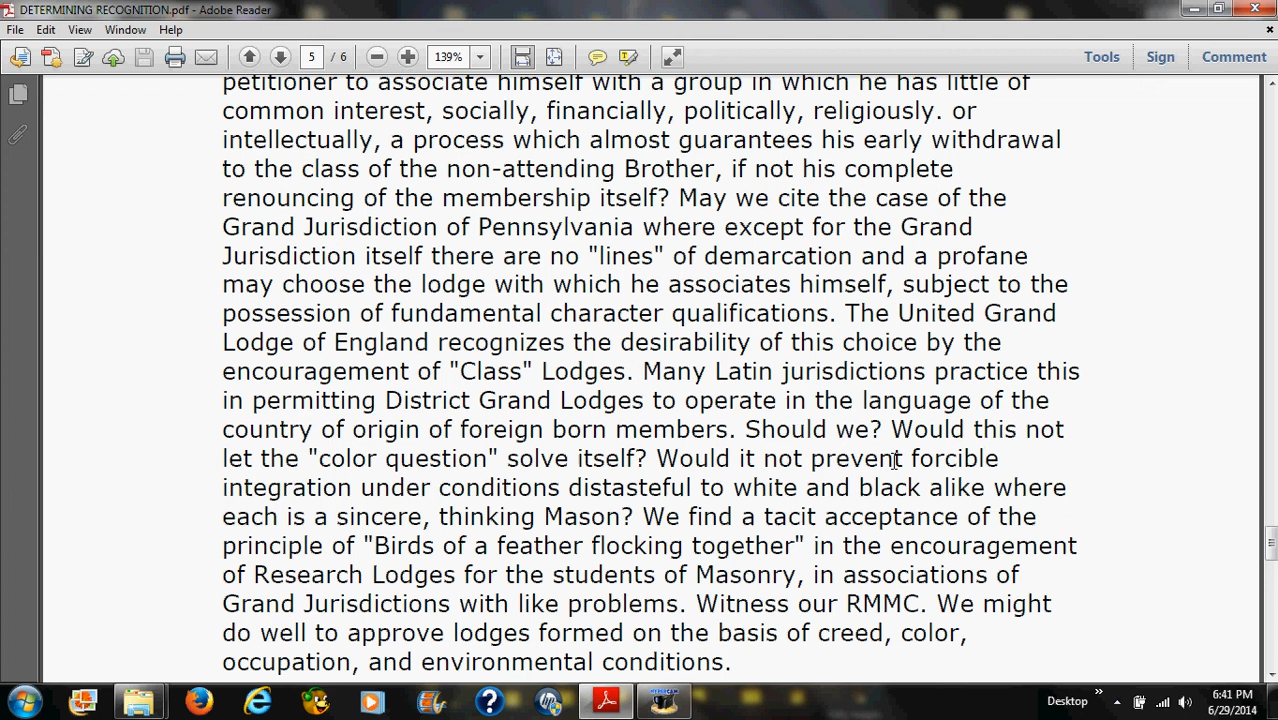 DETERMINING RECOGNITION.pdf - Adobe Reader
File Edit View Window Help
5 / 6 139% Tools Sign Comment
petitioner to associate himself with a group in which he has little of
common interest, socially, financially, politically, religiously. or
intellectually, a process which almost guarantees his early withdrawal
to the class of the non-attending Brother, if not his complete
renouncing of the membership itself? May we cite the case of the
Grand Jurisdiction of Pennsylvania where except for the Grand
Jurisdiction itself there are no "lines" of demarcation and a profane
may choose the lodge with which he associates himself, subject to the
possession of fundamental character qualifications. The United Grand
Lodge of England recognizes the desirability of this choice by the
encouragement of "Class" Lodges. Many Latin jurisdictions practice this
in permitting District Grand Lodges to operate in the language of the
country of origin of foreign born members. Should we? Would this not
let the "color question" solve itself? Would it not prevent forcible
integration under conditions distasteful to white and black alike where
each is a sincere, thinking Mason? We find a tacit acceptance of the
principle of "Birds of a feather flocking together" in the encouragement
of Research Lodges for the students of Masonry, in associations of
Grand Jurisdictions with like problems. Witness our RMMC. We might
do well to approve lodges formed on the basis of creed, color,
occupation, and environmental conditions.
Desktop
6:41 PM
6/29/2014